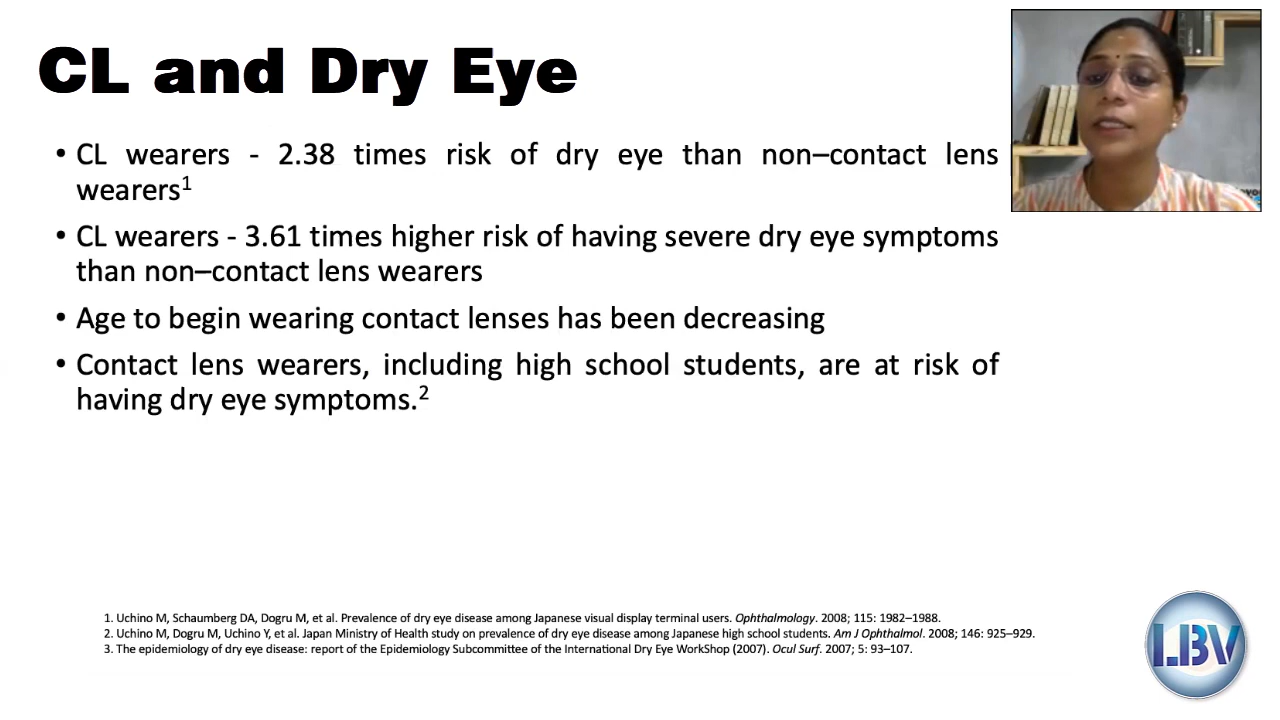 CL and Dry Eye
• CL wearers - 2.38 times risk of dry eye than non–contact lens
wearers1
• CL wearers - 3.61 times higher risk of having severe dry eye symptoms
than non–contact lens wearers
• Age to begin wearing contact lenses has been decreasing
• Contact lens wearers, including high school students, are at risk of
having dry eye symptoms.2
1. Uchino M, Schaumberg DA, Dogru M, et al. Prevalence of dry eye disease among Japanese visual display terminal users. Ophthalmology. 2008; 115: 1982–1988.
2. Uchino M, Dogru M, Uchino Y, et al. Japan Ministry of Health study on prevalence of dry eye disease among Japanese high school students. Am J Ophthalmol. 2008; 146: 925–929.
3. The epidemiology of dry eye disease: report of the Epidemiology Subcommittee of the International Dry Eye WorkShop (2007). Ocul Surf. 2007; 5: 93–107.
LBV